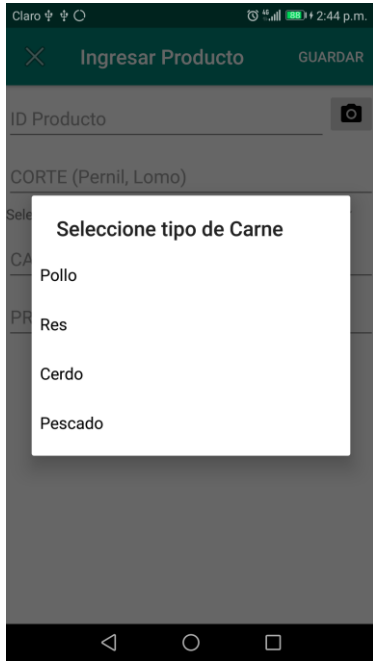 Claro 2:44 p.m.
Ingresar Producto GUARDAR
ID Producto
CORTE (Pernil, Lomo)
Sele
Seleccione tipo de Carne
CA
Pollo
PR
Res
Cerdo
Pescado